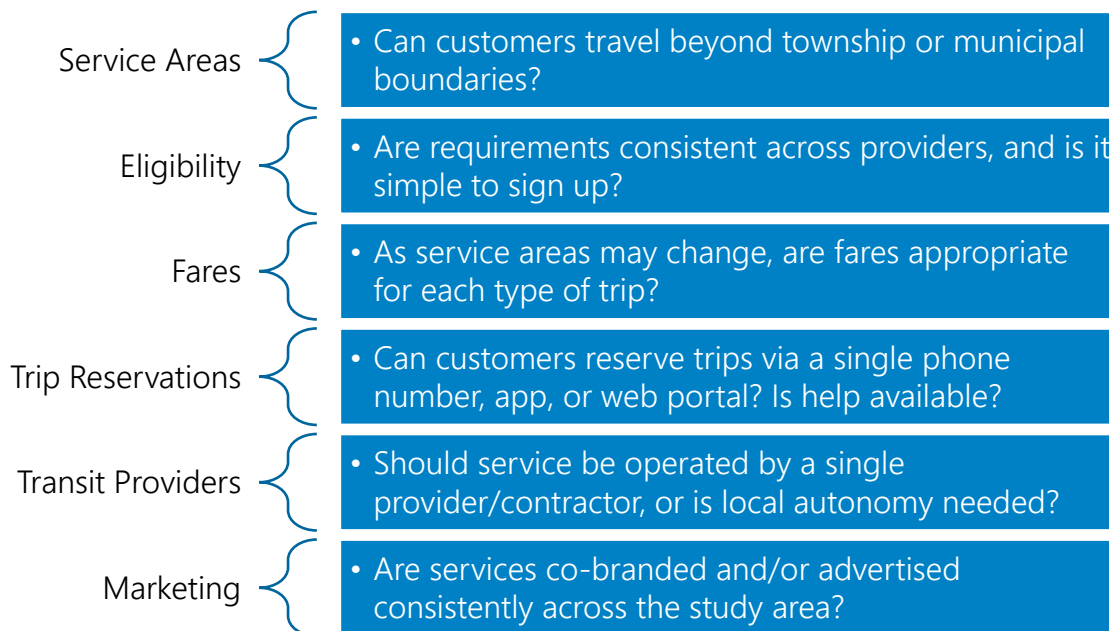 Service Areas
• Can customers travel beyond township or municipal
boundaries?
Eligibility
• Are requirements consistent across providers, and is it
simple to sign up?
Fares
• As service areas may change, are fares appropriate
for each type of trip?
Trip Reservations
• Can customers reserve trips via a single phone
number, app, or web portal? Is help available?
Transit Providers
• Should service be operated by a single
provider/contractor, or is local autonomy needed?
Marketing
• Are services co-branded and/or advertised
consistently across the study area?